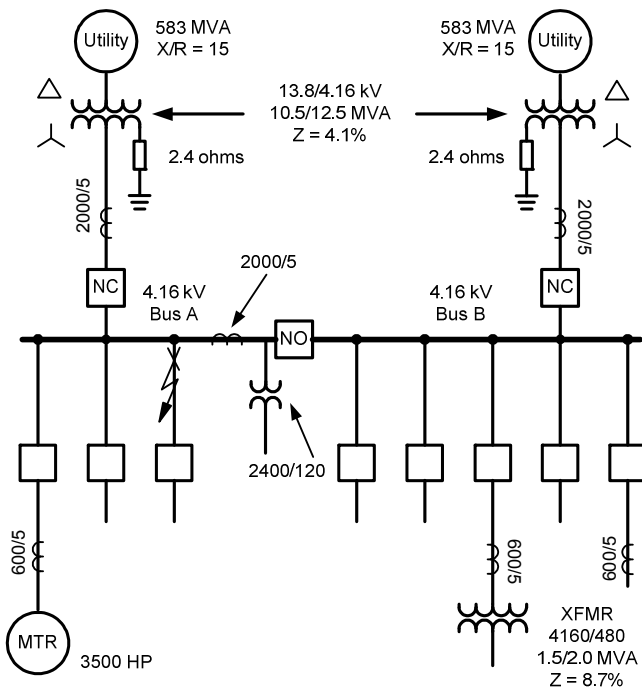 583 MVA
X/R = 15
Utility
583 MVA
X/R = 15
Utility
13.8/4.16 kV
10.5/12.5 MVA
Z = 4.1%
2.4 ohms
2.4 ohms
2000/5
2000/5
2000/5
NC
4.16 kV
Bus A
4.16 kV
Bus B
NC
NO
2400/120
600/5
600/5
600/5
MTR
3500 HP
XFMR
4160/480
1.5/2.0 MVA
Z = 8.7%